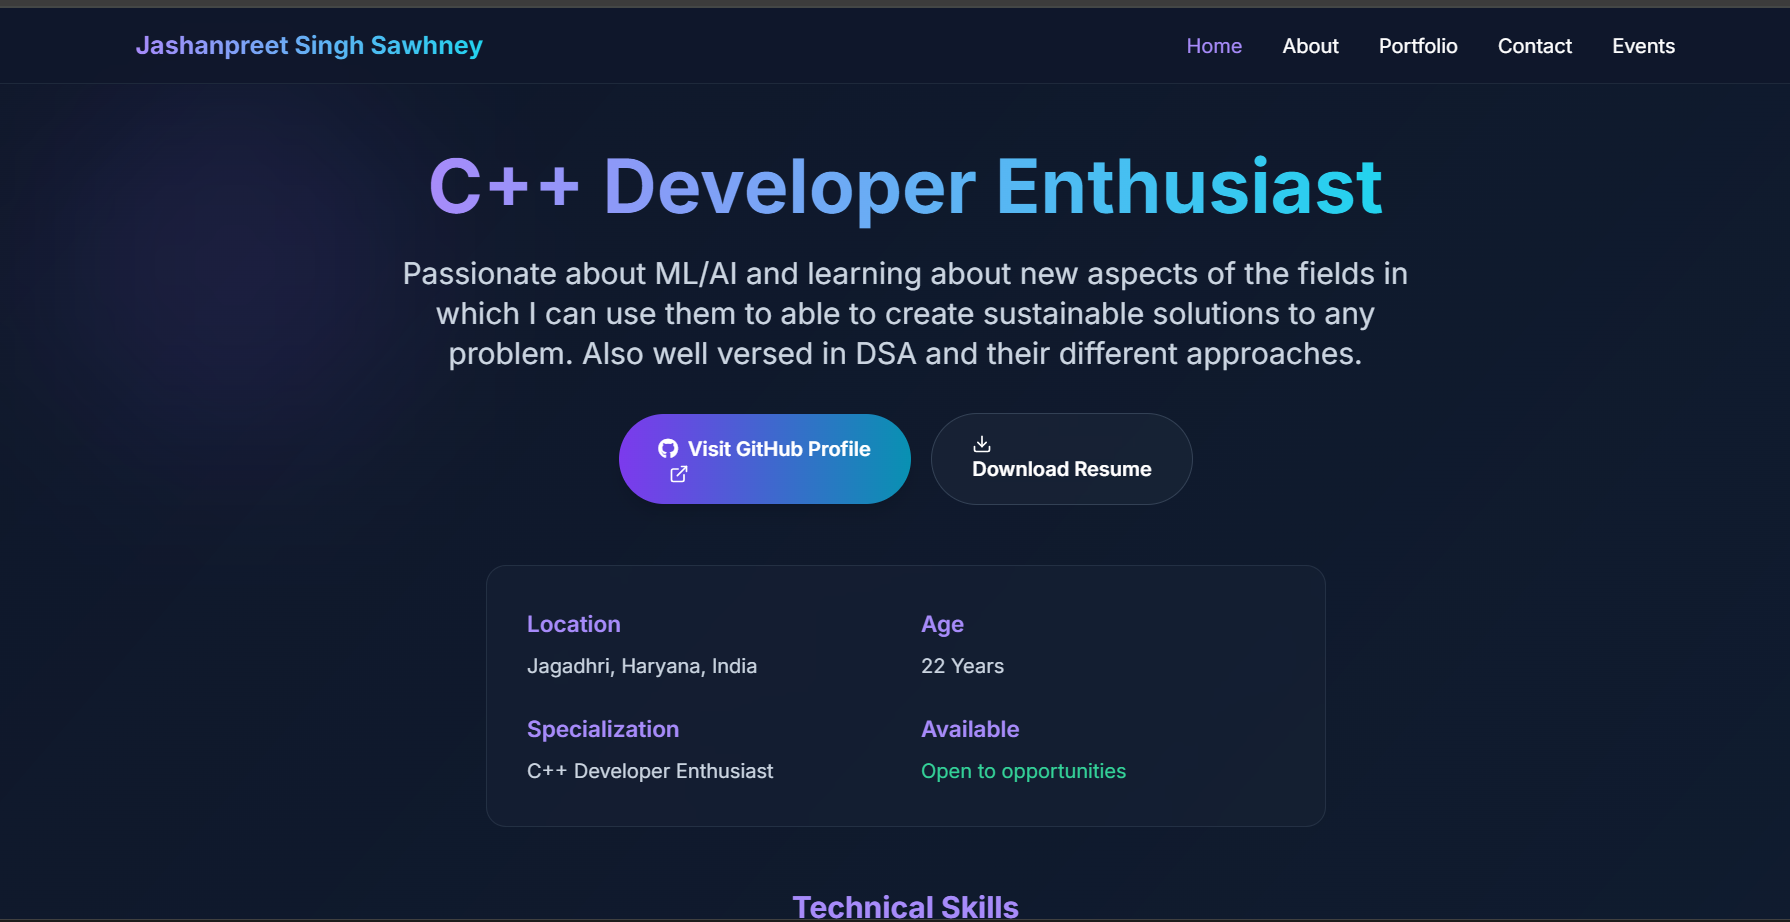 Jashanpreet Singh Sawhney
Home About Portfolio Contact Events
C++ Developer Enthusiast
Passionate about ML/AI and learning about new aspects of the fields in
which I can use them to able to create sustainable solutions to any
problem. Also well versed in DSA and their different approaches.
Visit GitHub Profile
Download Resume
Location
Jagadhri, Haryana, India
Age
22 Years
Specialization
C++ Developer Enthusiast
Available
Open to opportunities
Technical Skills